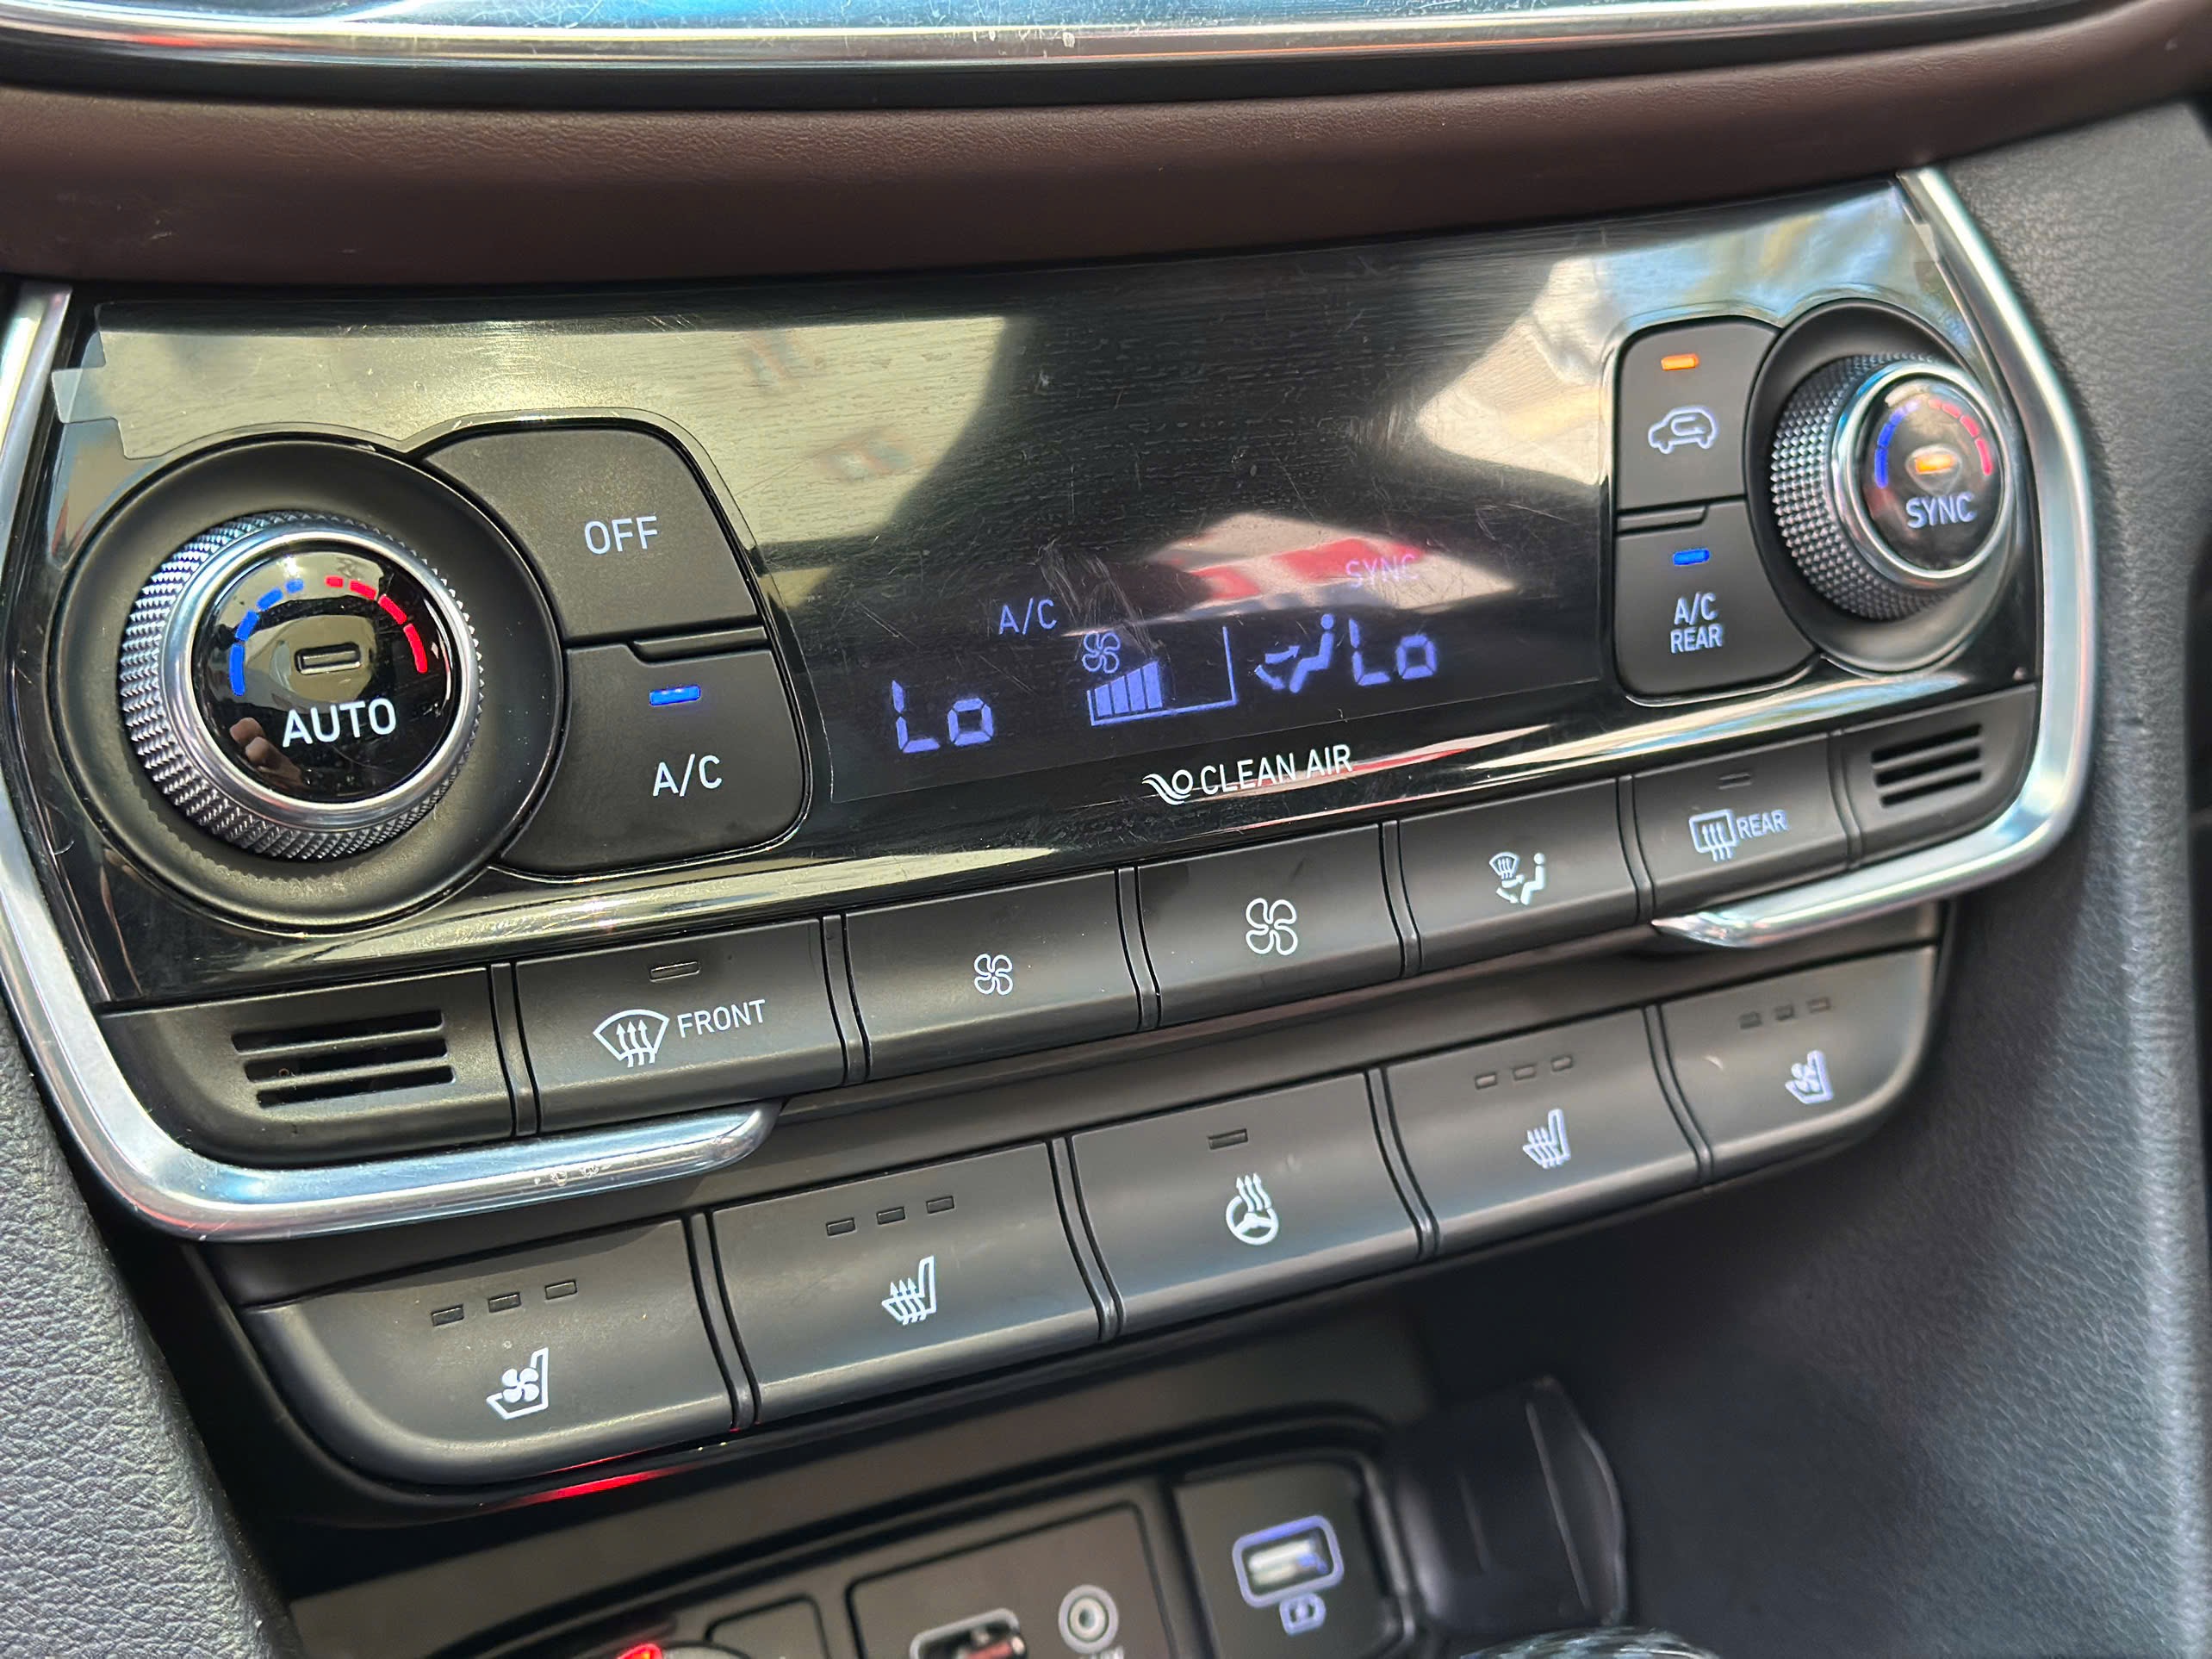 OFF
AUTO
A/C
A/C
SYNC
Lo
Lo
CLEAN AIR
SYNC
A/C
REAR
FRONT
REAR